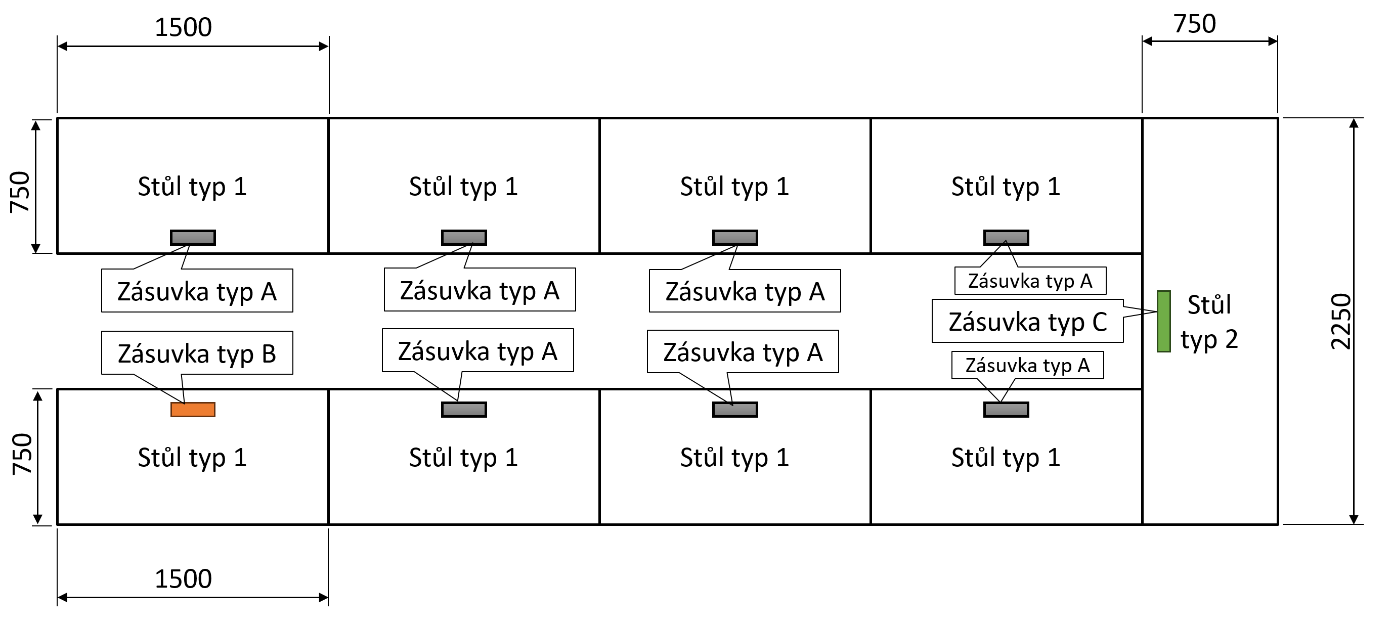 1500
750
750
Stůl typ 1
Stůl typ 1
Stůl typ 1
Stůl typ 1
Zásuvka typ A
Zásuvka typ A
Zásuvka typ A
Zásuvka typ A
Zásuvka typ C
Stůl
typ 2
2250
Zásuvka typ B
Zásuvka typ A
Zásuvka typ A
Zásuvka typ A
750
Stůl typ 1
Stůl typ 1
Stůl typ 1
Stůl typ 1
1500